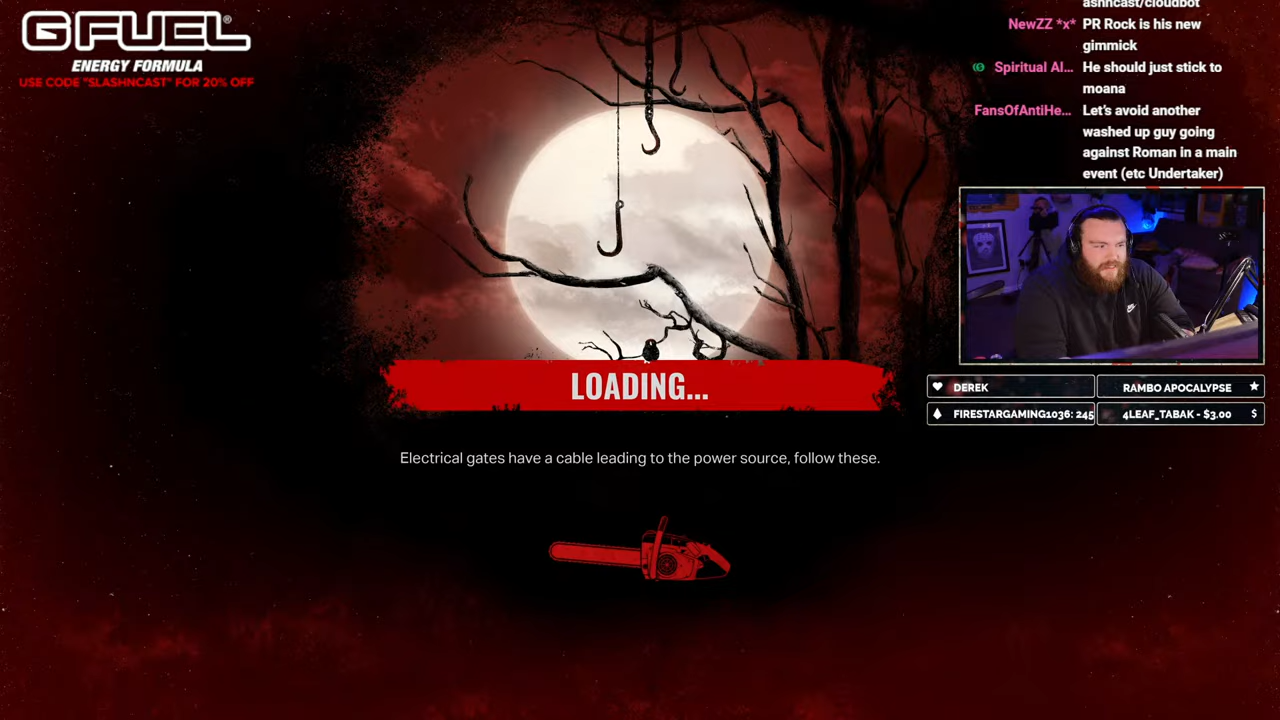 GFUEL®
ENERGY FORMULA
USE CODE "SLASHNCAST" FOR 20% OFF
ashncast/cloudbot
NewZZ *x* PR Rock is his new
gimmick
Spiritual Al... He should just stick to
moana
FansOfAntiHe... Let's avoid another
washed up guy going
against Roman in a main
event (etc Undertaker)
DEREK
RAMBO APOCALYPSE
FIRESTARGAMING1036: 245
4LEAF_TABAK - $3.00 $
LOADING...
Electrical gates have a cable leading to the power source, follow these.